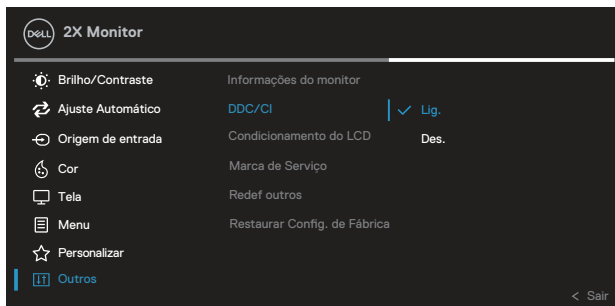 DELL 2X Monitor
Brilho/Contraste Informações do monitor
Ajuste Automático DDC/CI Lig.
Origem de entrada Condicionamento do LCD Des.
Cor Marca de Serviço
Tela Redef outros
Menu Restaurar Config. de Fábrica
Personalizar
Outros
< Sair